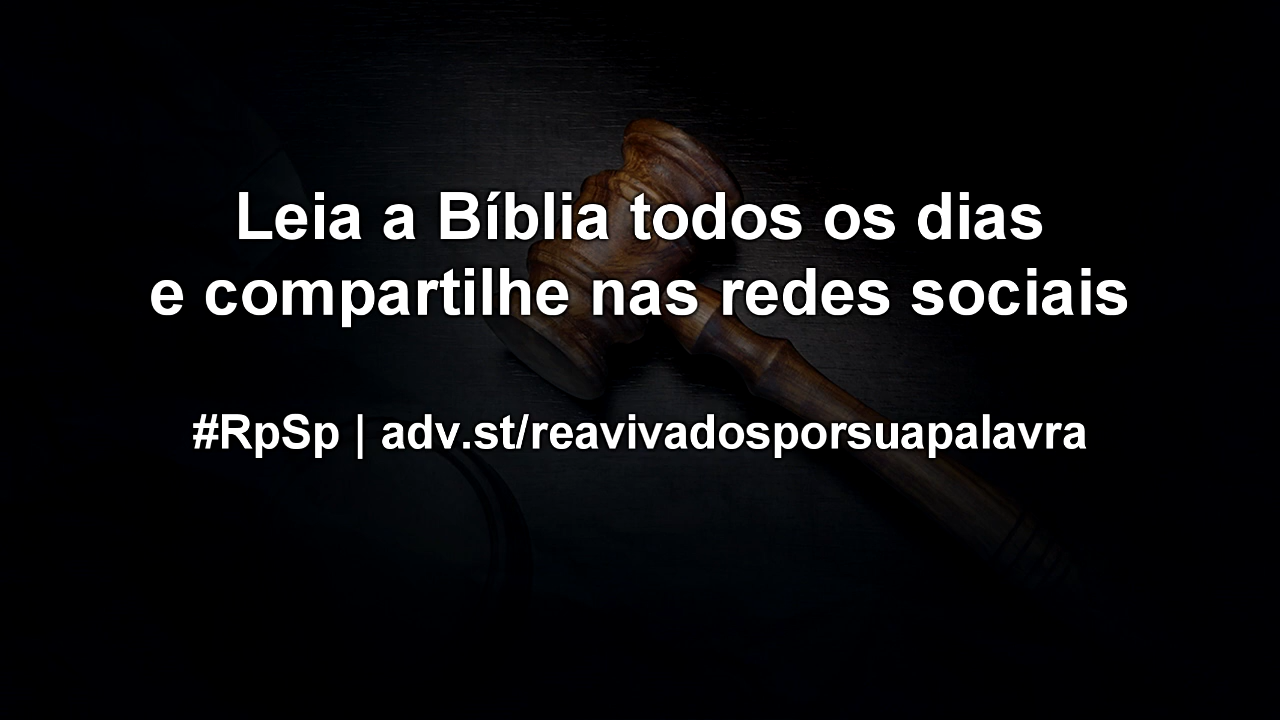 Leia a Bíblia todos os dias
e compartilhe nas redes sociais
#RpSp | adv.st/reavivadosporsuapalavra